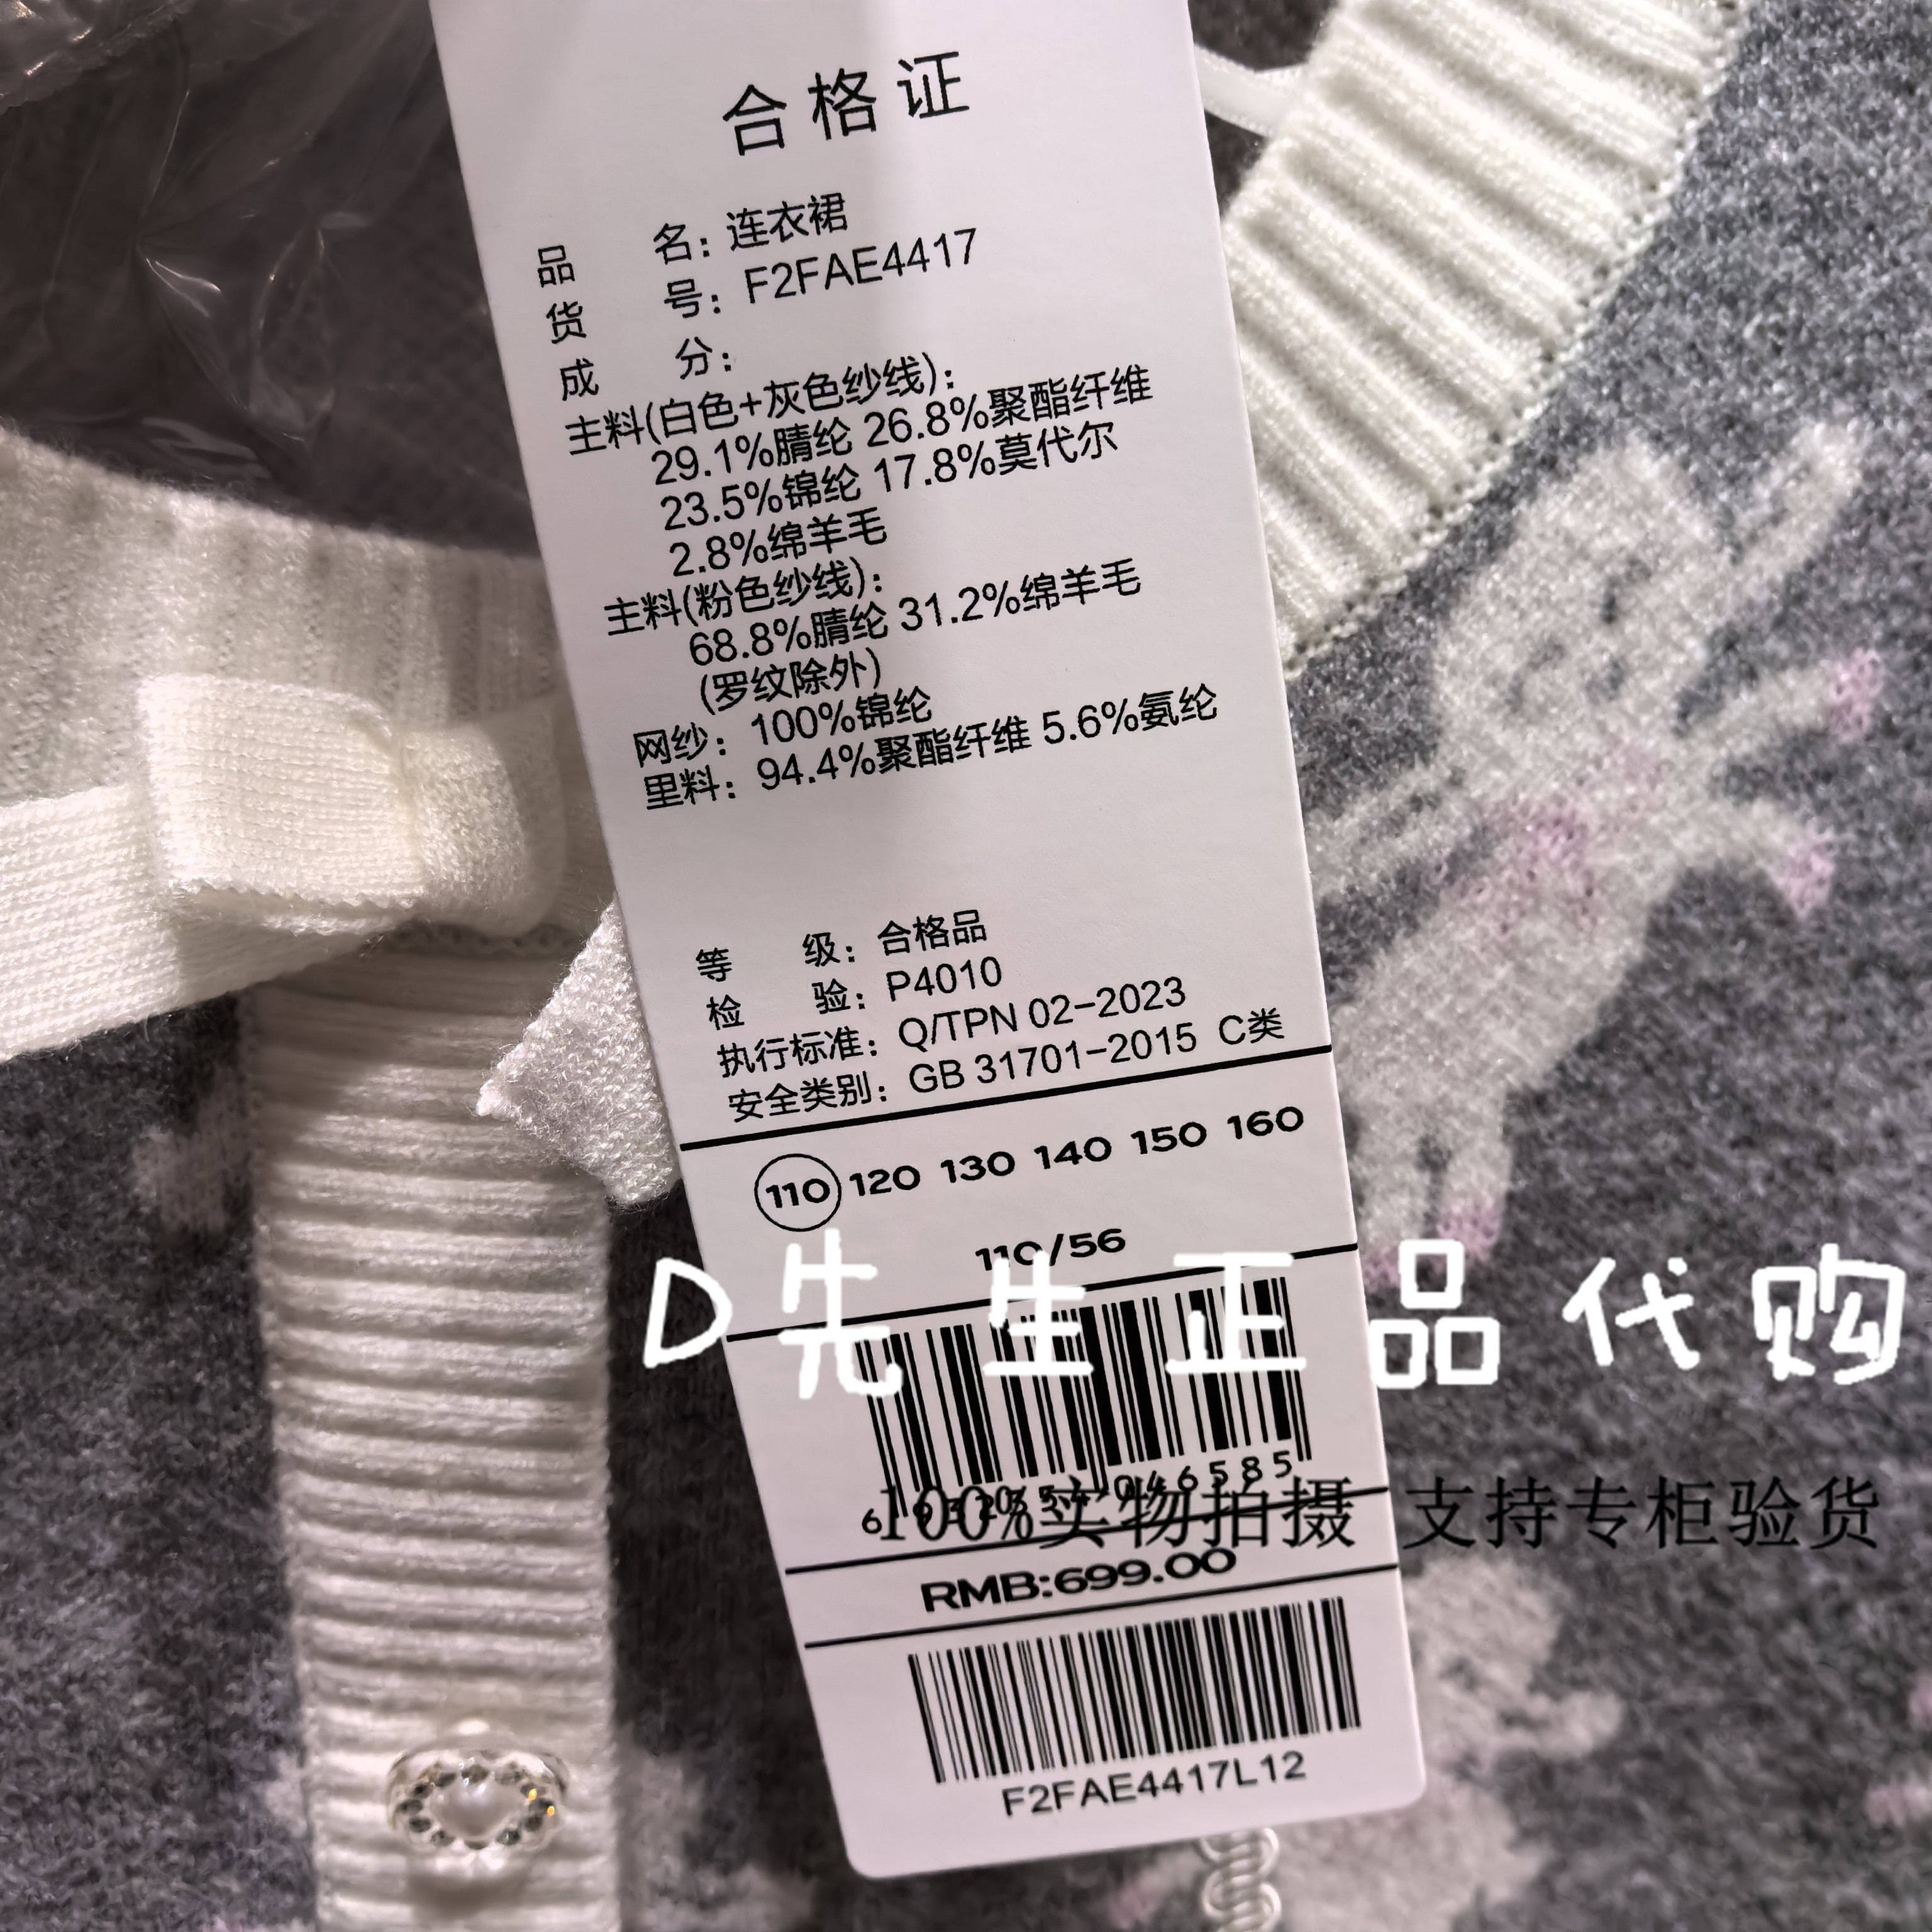 合格证
品名：连衣裙
货号：F2FAE4417
成分：
主料(白色+灰色纱线)：
29.1%腈纶 26.8%聚酯纤维
23.5%锦纶 17.8%莫代尔
2.8%绵羊毛
主料(粉色纱线)：
68.8%腈纶 31.2%绵羊毛
(罗纹除外)
网纱：100%锦纶
里料：94.4%聚酯纤维 5.6%氨纶
等级：合格品
检验：P4010
执行标准：Q/TPN 02-2023
安全类别：GB 31701-2015 C类
110 120 130 140 150 160
110/56
D先生正品代购
100%实物拍摄 支持专柜验货
RMB:699.00
F2FAE4417L12